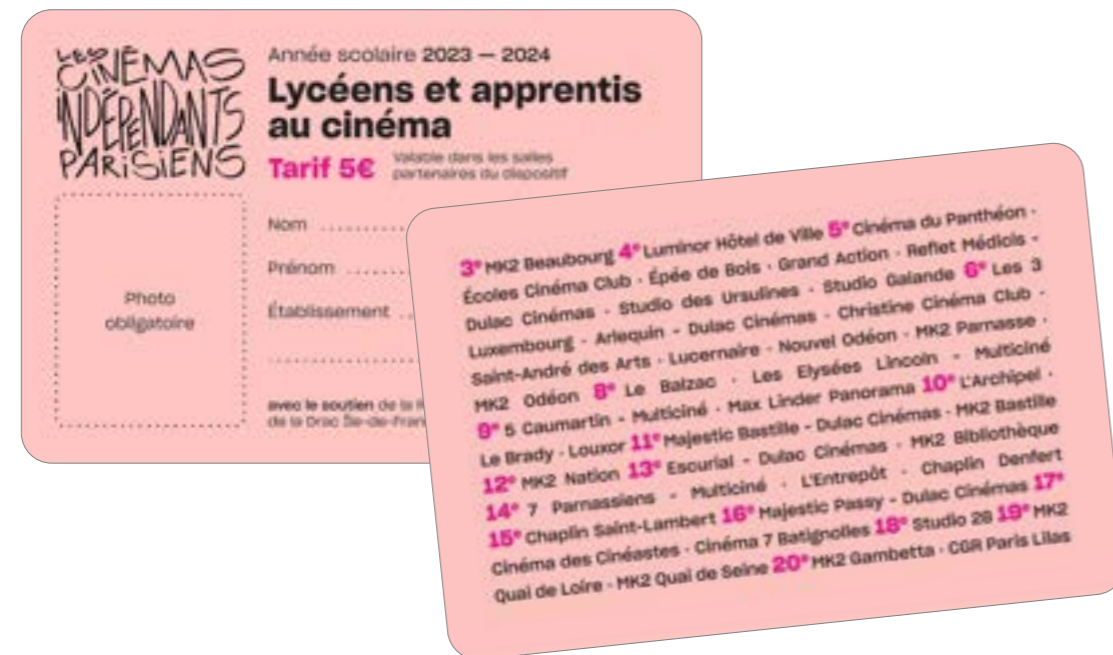 LES
CINÉMAS
INDÉPENDANTS
PARISIENS
Année scolaire 2023 — 2024
Lycéens et apprentis
au cinéma
Tarif 5€
Valable dans les salles
partenaires du dispositif
Photo
obligatoire
Nom ..........
Prénom .......
Établissement ..
avec le soutien de la
de la Drac Île-de-Fran
3e MK2 Beaubourg 4e Luminor Hôtel de Ville 5e Cinéma du Panthéon ·
Écoles Cinéma Club · Épée de Bois · Grand Action · Reflet Médicis -
Dulac Cinémas · Studio des Ursulines · Studio Galande 6e Les 3
Luxembourg · Arlequin - Dulac Cinémas · Christine Cinéma Club ·
Saint-André des Arts · Lucernaire · Nouvel Odéon · MK2 Parnasse ·
MK2 Odéon 8e Le Balzac · Les Elysées Lincoln - Multiciné
9e 5 Caumartin - Multiciné · Max Linder Panorama 10e L'Archipel ·
Le Brady · Louxor 11e Majestic Bastille - Dulac Cinémas · MK2 Bastille
12e MK2 Nation 13e Escurial - Dulac Cinémas · MK2 Bibliothèque
14e 7 Parnassiens - Multiciné · L'Entrepôt · Chaplin Denfert
15e Chaplin Saint-Lambert 16e Majestic Passy - Dulac Cinémas 17e
Cinéma des Cinéastes · Cinéma 7 Batignolles 18e Studio 28 19e MK2
Quai de Loire · MK2 Quai de Seine 20e MK2 Gambetta · CGR Paris Lilas